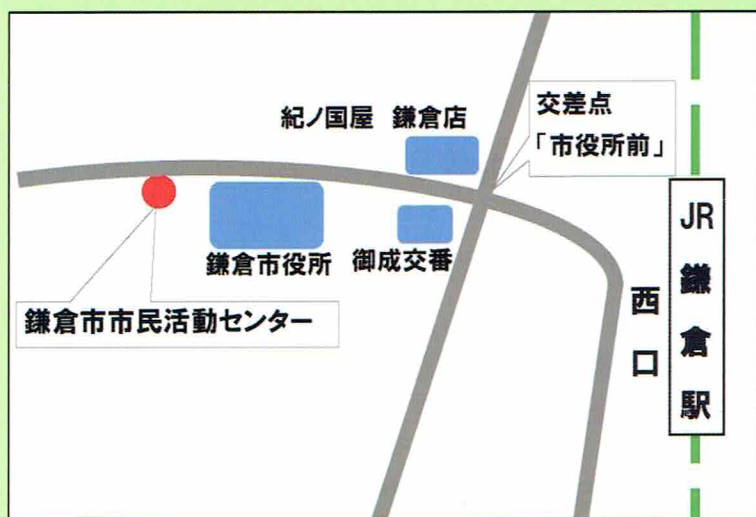 紀ノ国屋 鎌倉店
交差点
「市役所前」
JR鎌倉駅
西口
鎌倉市役所
御成交番
鎌倉市市民活動センター